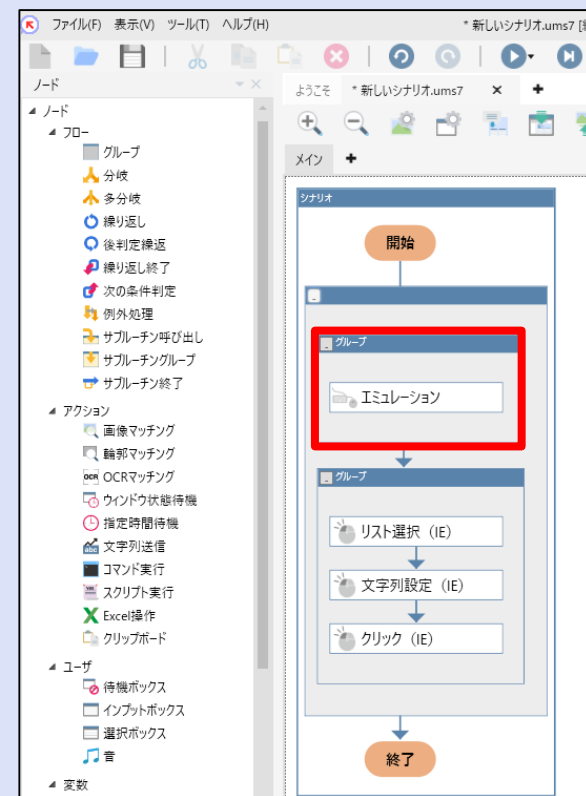 ファイル(F) 表示(V) ツール(T) ヘルプ(H)
* 新しいシナリオ.ums7
ノード
ようこそ * 新しいシナリオ.ums7
ノード
フロー
グループ
分岐
多分岐
繰り返し
後判定繰返
繰り返し終了
次の条件判定
例外処理
サブルーチン呼び出し
サブルーチングループ
サブルーチン終了
アクション
画像マッチング
輪郭マッチング
OCR OCRマッチング
ウィンドウ状態待機
指定時間待機
abc 文字列送信
コマンド実行
スクリプト実行
Excel操作
クリップボード
ユーザ
待機ボックス
インプットボックス
選択ボックス
音
変数
メイン
シナリオ
開始
グループ
エミュレーション
グループ
リスト選択（IE）
文字列設定（IE）
クリック（IE）
終了